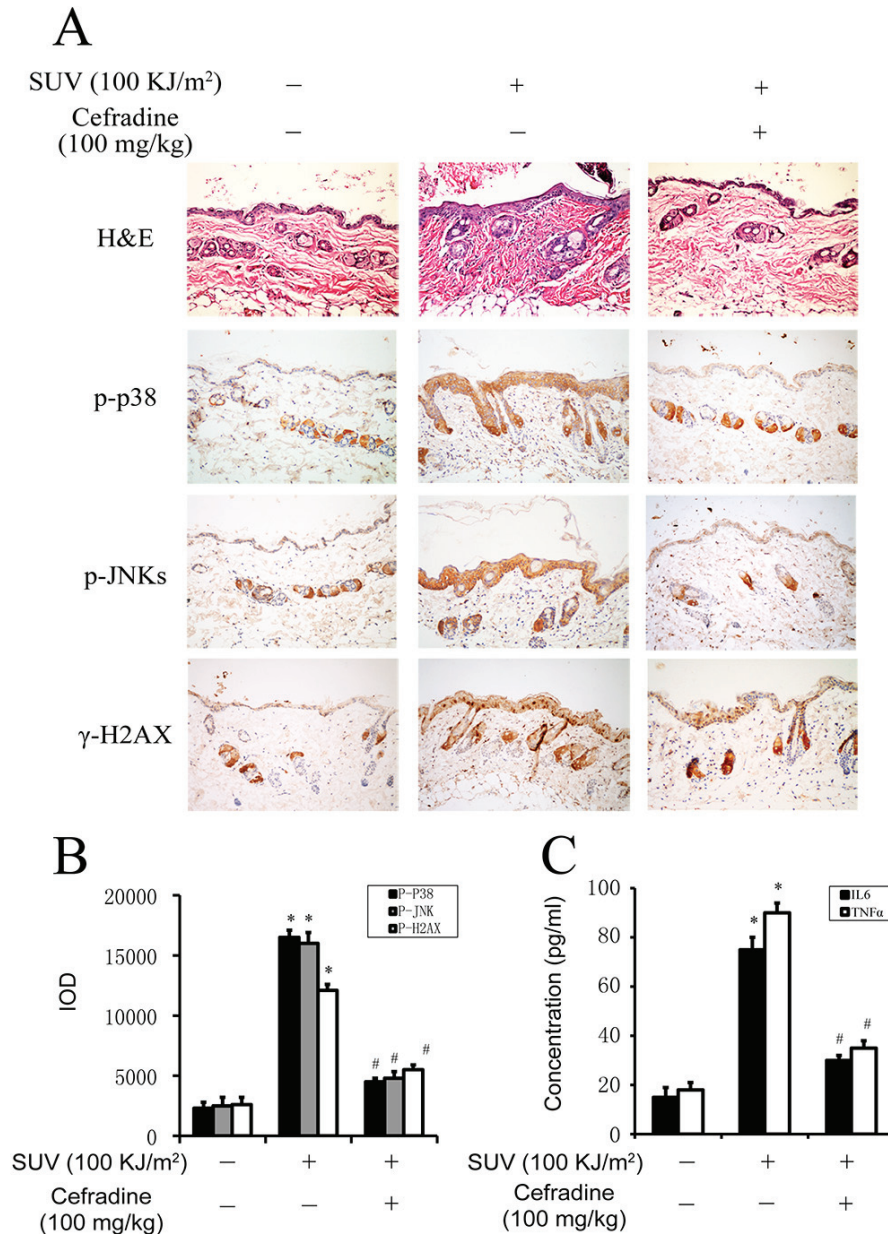 A
SUV (100 KJ/m²) − + +
Cefradine
(100 mg/kg) − − +
H&E
p-p38
p-JNKs
γ-H2AX
B
20000
15000
10000
5000
0
IOD
P-P38
P-JNK
P-H2AX
* * *
# # #
SUV (100 KJ/m²) − + +
Cefradine
(100 mg/kg) − − +
C
100
80
60
40
20
0
Concentration (pg/ml)
IL6
TNFα
* *
# #
SUV (100 KJ/m²) − + +
Cefradine
(100 mg/kg) − − +